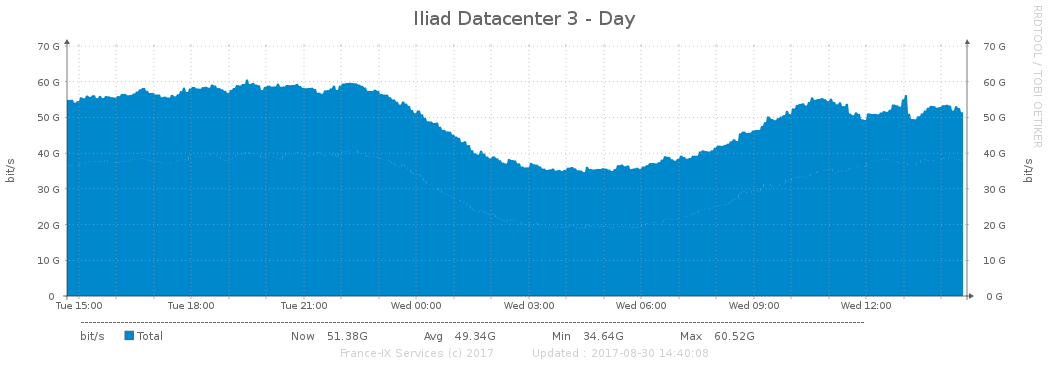 Iliad Datacenter 3 - Day
RRDTOOL / TOBI OETIKER
bit/s
70 G
60 G
50 G
40 G
30 G
20 G
10 G
0
70 G
60 G
50 G
40 G
30 G
20 G
10 G
0 G
bit/s
Tue 15:00 Tue 18:00 Tue 21:00 Wed 00:00 Wed 03:00 Wed 06:00 Wed 09:00 Wed 12:00
bit/s Total Now 51.38G Avg 49.34G Min 34.64G Max 60.52G
France-IX Services (c) 2017 Updated : 2017-08-30 14:40:08